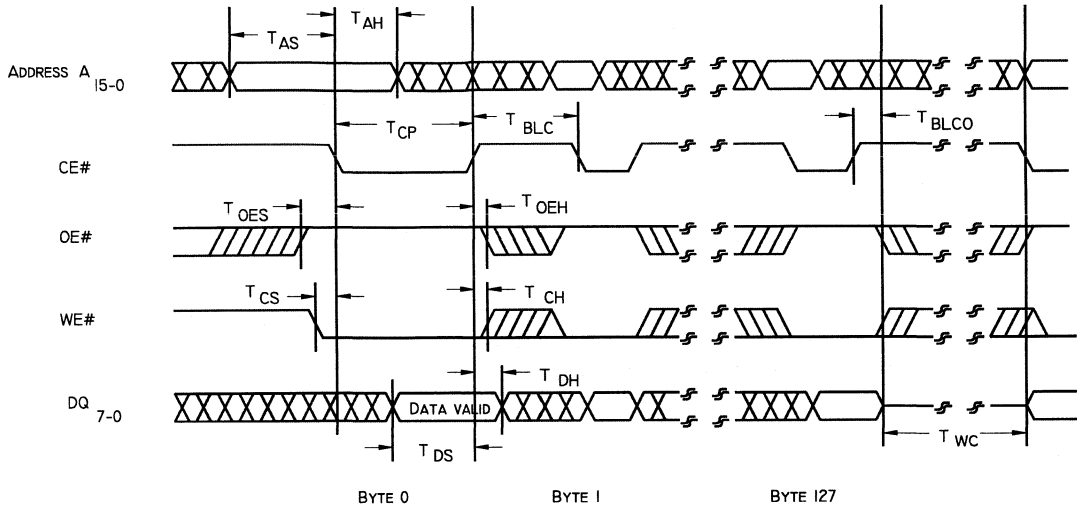 T AH
T AS
ADDRESS A 15-0
T CP
T BLC
T BLCO
CE#
T OES
T OEH
OE#
T CS
T CH
WE#
T DH
DQ 7-0
DATA VALID
T DS
T WC
BYTE 0
BYTE 1
BYTE 127